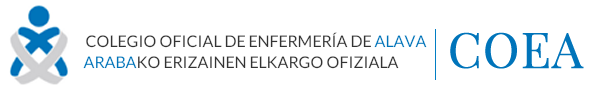 COLEGIO OFICIAL DE ENFERMERÍA DE ALAVA
ARABAKO ERIZAINEN ELKARGO OFIZIALA
COEA